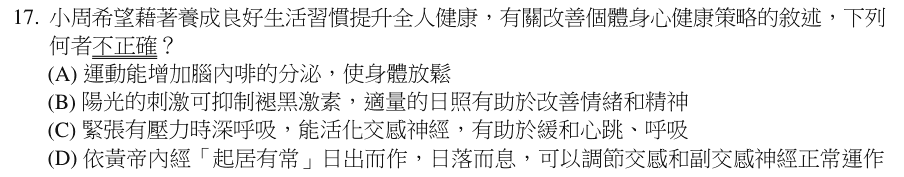 17. 小周希望藉著養成良好生活習慣提升全人健康，有關改善個體身心健康策略的敘述，下列
何者不正確？
(A) 運動能增加腦內啡的分泌，使身體放鬆
(B) 陽光的刺激可抑制褪黑激素，適量的日照有助於改善情緒和精神
(C) 緊張有壓力時深呼吸，能活化交感神經，有助於緩和心跳、呼吸
(D) 依黃帝內經「起居有常」日出而作，日落而息，可以調節交感和副交感神經正常運作